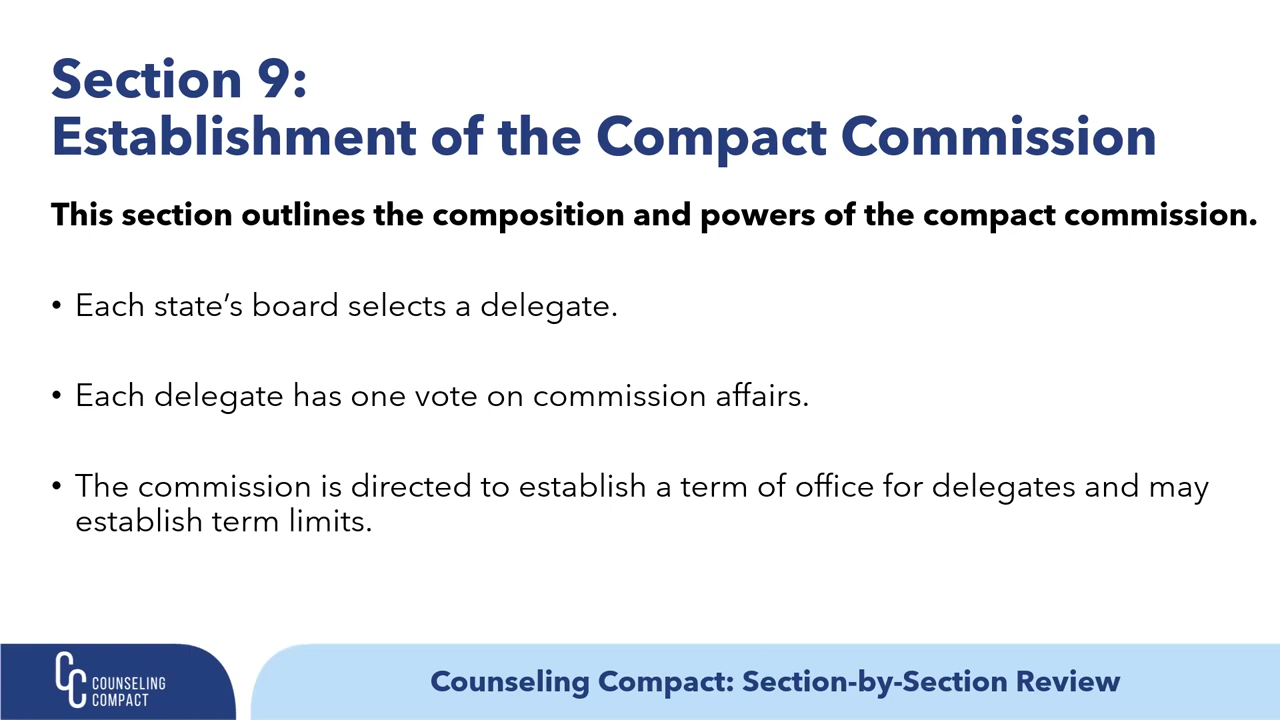 Section 9:
Establishment of the Compact Commission
This section outlines the composition and powers of the compact commission.
• Each state’s board selects a delegate.
• Each delegate has one vote on commission affairs.
• The commission is directed to establish a term of office for delegates and may
establish term limits.
CC COUNSELING
COMPACT
Counseling Compact: Section-by-Section Review